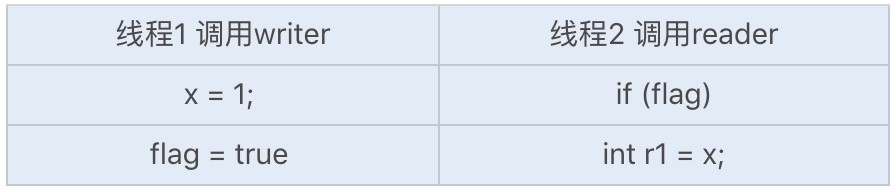 线程1 调用writer
线程2 调用reader
x = 1;
if (flag)
flag = true
int r1 = x;